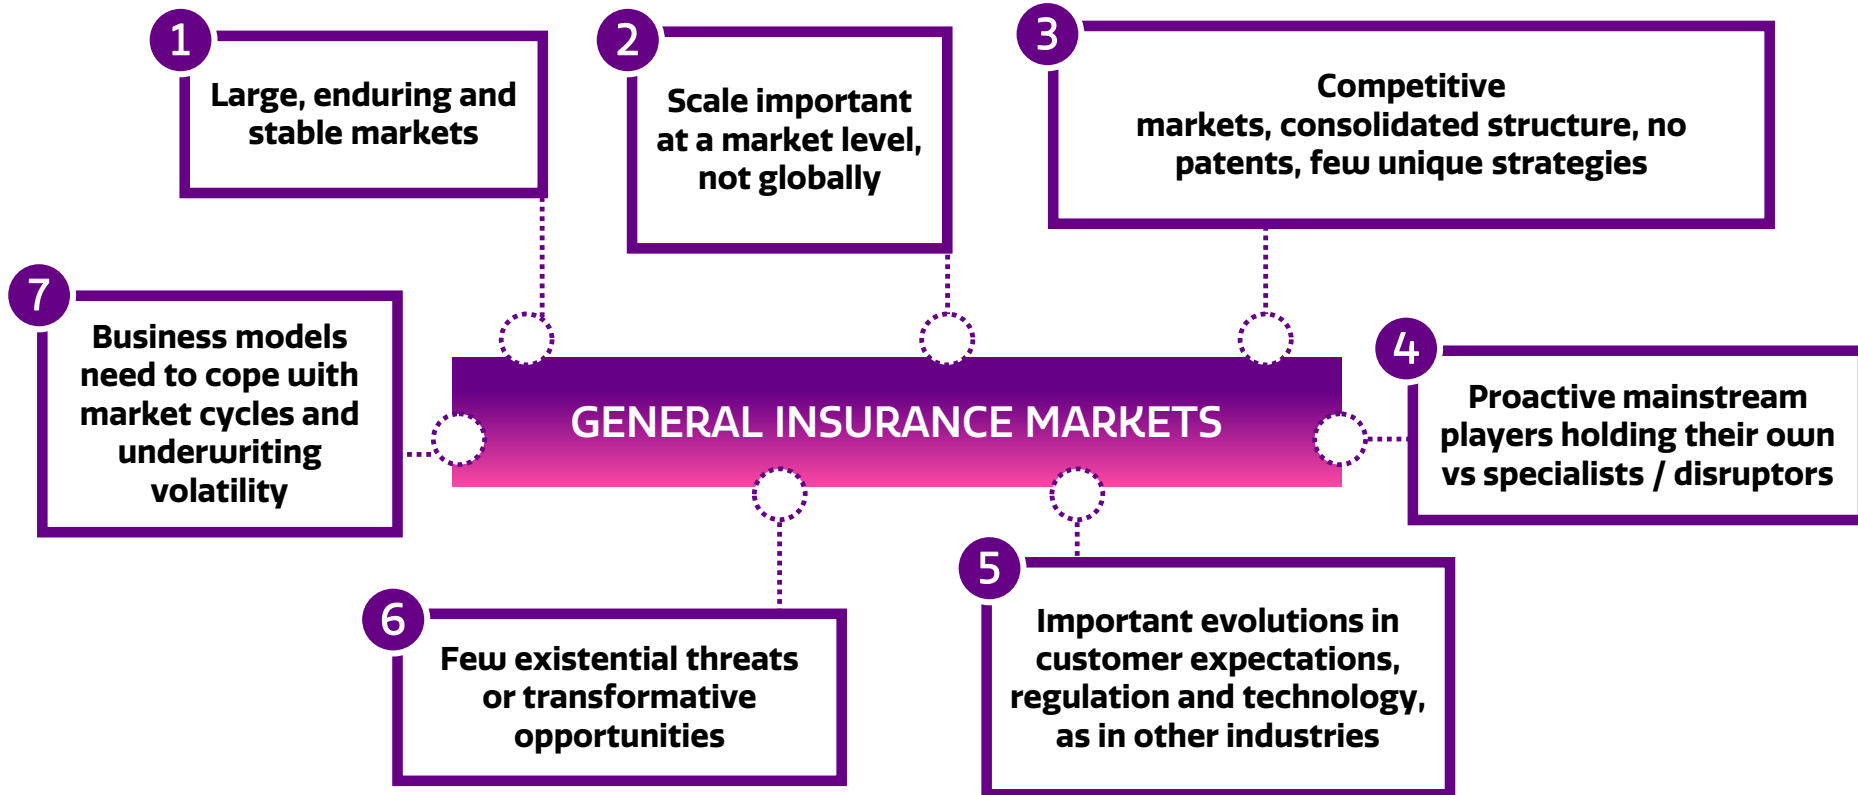 1
Large, enduring and
stable markets
2
Scale important
at a market level,
not globally
3
Competitive
markets, consolidated structure, no
patents, few unique strategies
7
Business models
need to cope with
market cycles and
underwriting
volatility
GENERAL INSURANCE MARKETS
4
Proactive mainstream
players holding their own
vs specialists / disruptors
6
Few existential threats
or transformative
opportunities
5
Important evolutions in
customer expectations,
regulation and technology,
as in other industries